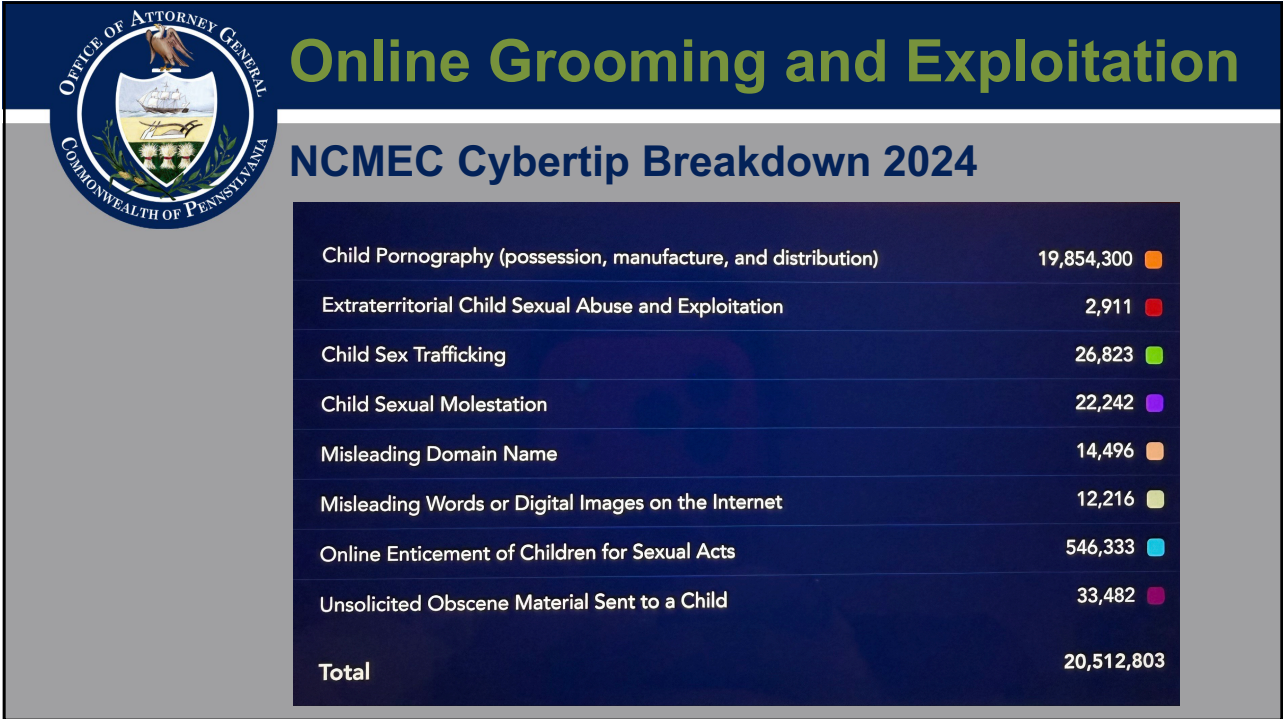 OFFICE OF ATTORNEY GENERAL
COMMONWEALTH OF PENNSYLVANIA
Online Grooming and Exploitation
NCMEC Cybertip Breakdown 2024
Child Pornography (possession, manufacture, and distribution) 19,854,300
Extraterritorial Child Sexual Abuse and Exploitation 2,911
Child Sex Trafficking 26,823
Child Sexual Molestation 22,242
Misleading Domain Name 14,496
Misleading Words or Digital Images on the Internet 12,216
Online Enticement of Children for Sexual Acts 546,333
Unsolicited Obscene Material Sent to a Child 33,482
Total 20,512,803